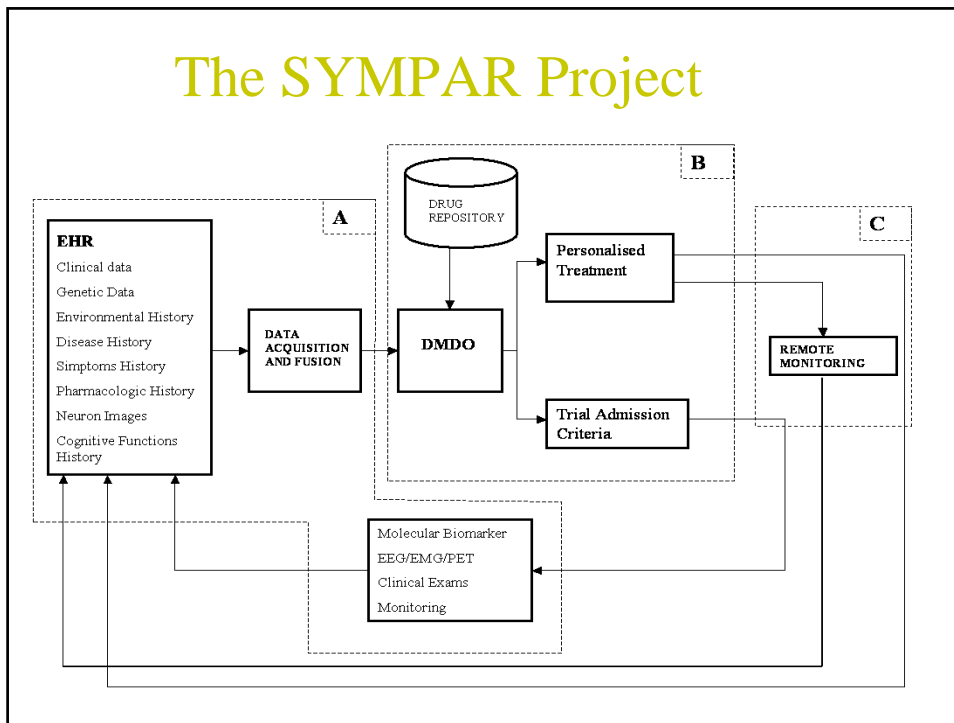 The SYMPAR Project
A
EHR
Clinical data
Genetic Data
Environmental History
Disease History
Simptoms History
Pharmacologic History
Neuron Images
Cognitive Functions
History
DATA
ACQUISITION
AND FUSION
B
DRUG
REPOSITORY
DMDO
Personalised
Treatment
Trial Admission
Criteria
C
REMOTE
MONITORING
Molecular Biomarker
EEG/EMG/PET
Clinical Exams
Monitoring